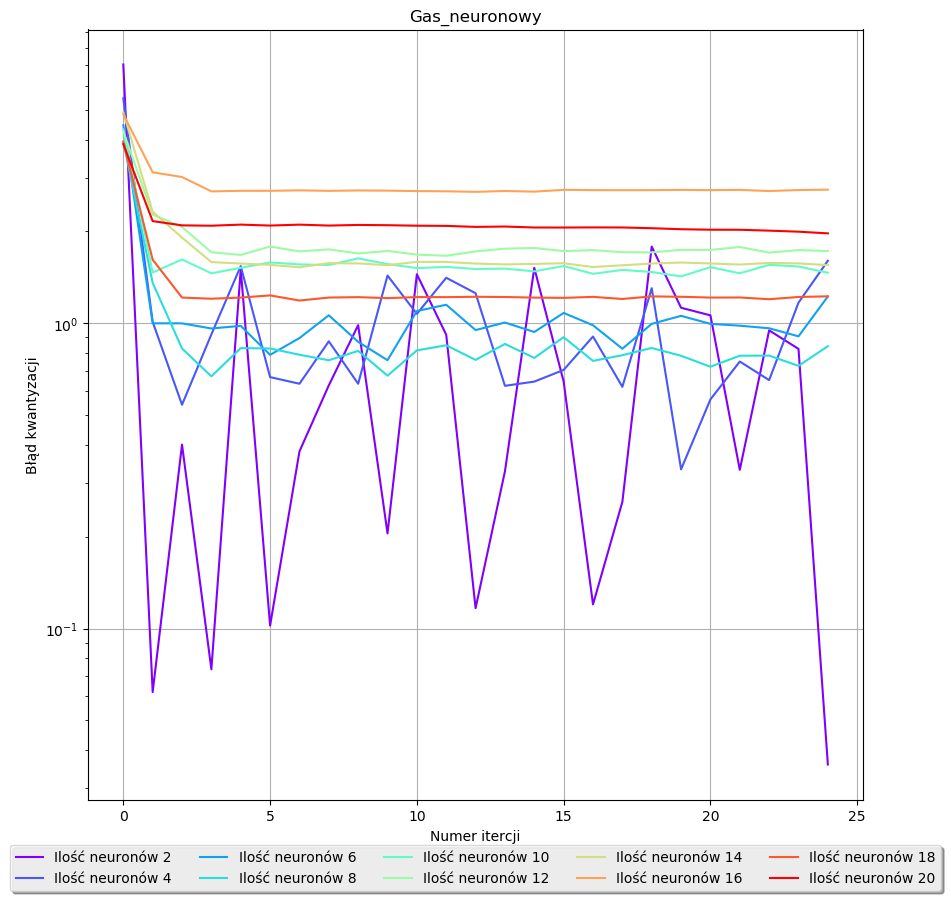 Gas_neuronowy
Błąd kwantyzacji
10⁰
10⁻¹
0 5 10 15 20 25
Numer itercji
Ilość neuronów 2 Ilość neuronów 6 Ilość neuronów 10 Ilość neuronów 14 Ilość neuronów 18
Ilość neuronów 4 Ilość neuronów 8 Ilość neuronów 12 Ilość neuronów 16 Ilość neuronów 20